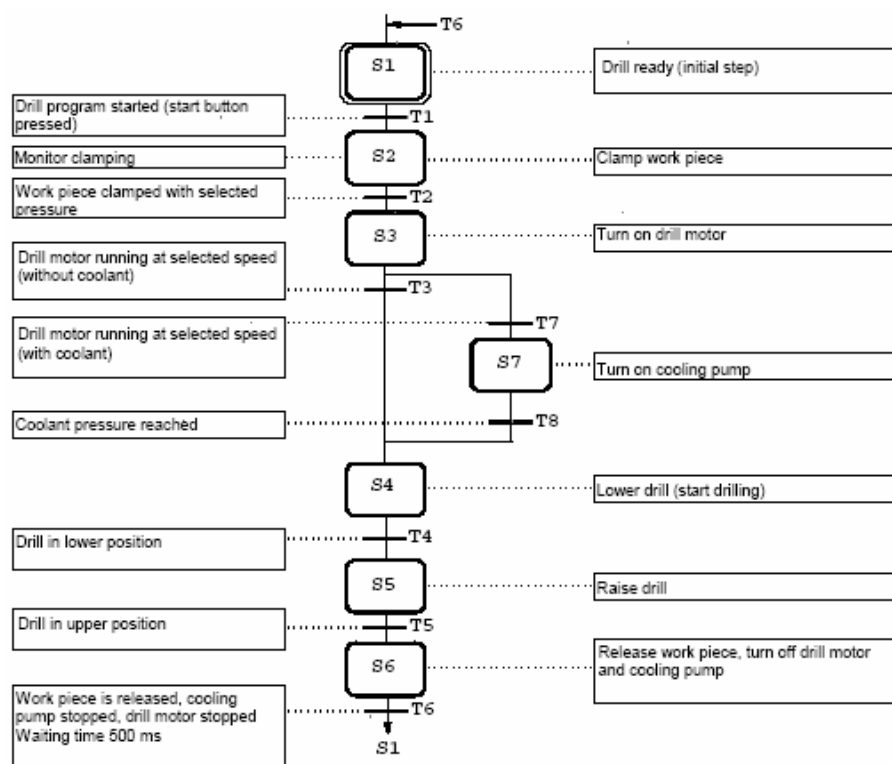 T6
S1
Drill ready (initial step)
Drill program started (start button
pressed)
T1
Monitor clamping
S2
Clamp work piece
Work piece clamped with selected
pressure
T2
S3
Turn on drill motor
Drill motor running at selected speed
(without coolant)
T3
Drill motor running at selected speed
(with coolant)
T7
S7
Turn on cooling pump
Coolant pressure reached
T8
S4
Lower drill (start drilling)
Drill in lower position
T4
S5
Raise drill
Drill in upper position
T5
S6
Release work piece, turn off drill motor
and cooling pump
Work piece is released, cooling
pump stopped, drill motor stopped
Waiting time 500 ms
T6
S1